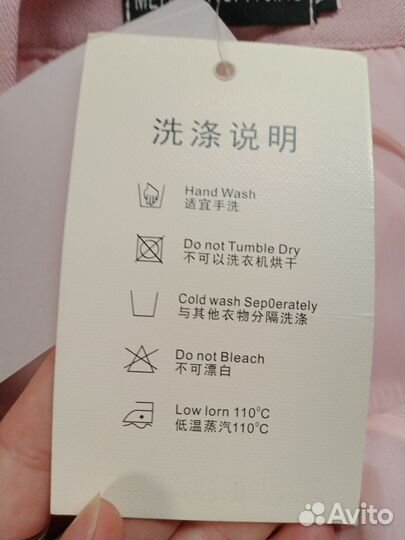 洗涤说明
Hand Wash
适宜手洗
Do not Tumble Dry
不可以洗衣机烘干
Cold wash Sep0erately
与其他衣物分隔洗涤
Do not Bleach
不可漂白
Low lorn 110°C
低温蒸汽110°C
Avito